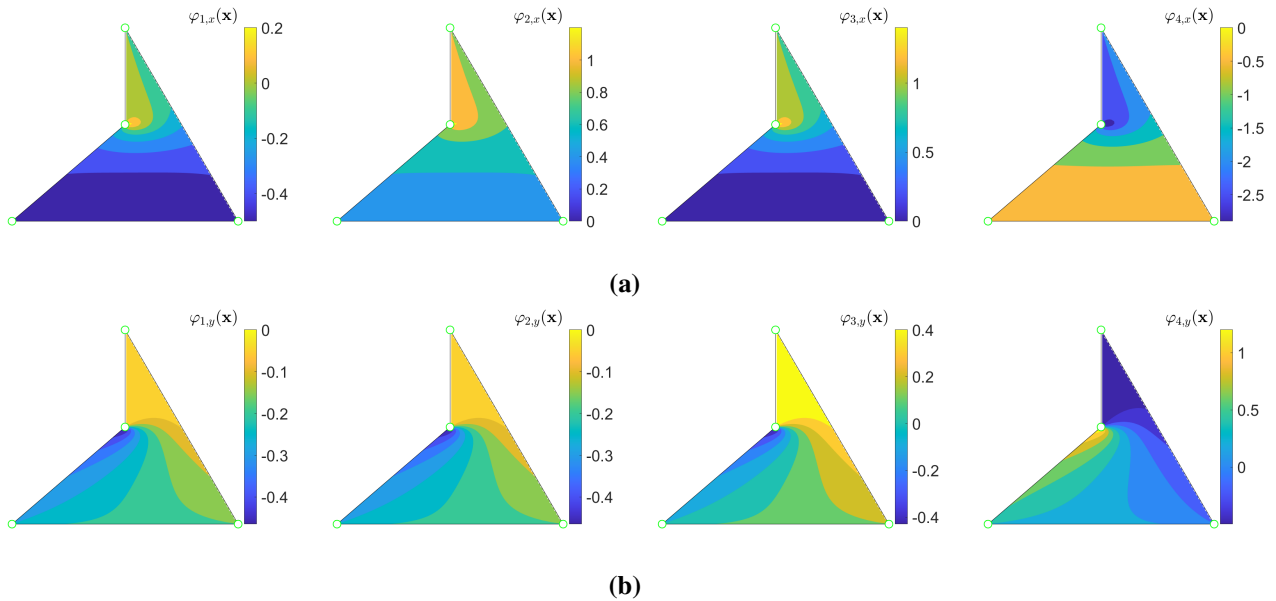 φ1,x(x) φ2,x(x) φ3,x(x) φ4,x(x)
0.2 0 -0.2 -0.4
1 0.8 0.6 0.4 0.2 0
1 0.5 0
0 -0.5 -1 -1.5 -2 -2.5
(a)
φ1,y(x) φ2,y(x) φ3,y(x) φ4,y(x)
0 -0.1 -0.2 -0.3 -0.4
0 -0.1 -0.2 -0.3 -0.4
0.4 0.2 0 -0.2 -0.4
1 0.5 0
(b)